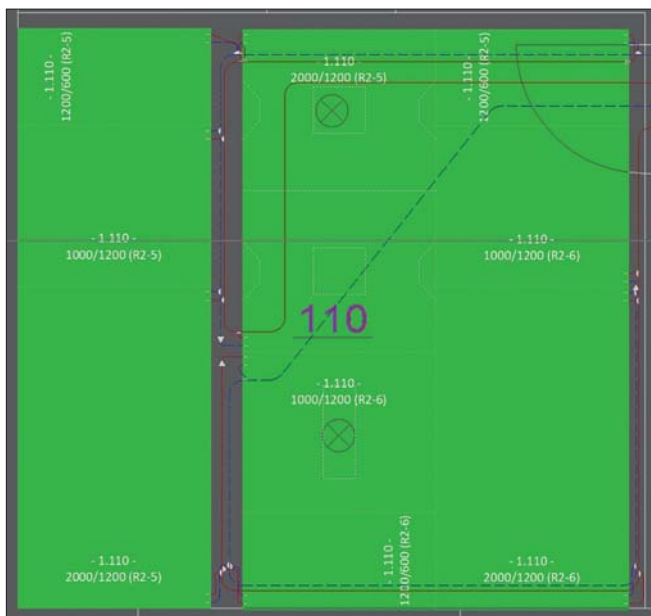 - 1.110 -
1200/600 (R2-5)
- 1.110 -
2000/1200 (R2-5)
- 1.110 -
1200/600 (R2-5)
- 1.110 -
1000/1200 (R2-5)
- 1.110 -
1000/1200 (R2-6)
110
- 1.110 -
1000/1200 (R2-6)
- 1.110 -
2000/1200 (R2-5)
- 1.110 -
1200/600 (R2-6)
- 1.110 -
2000/1200 (R2-6)